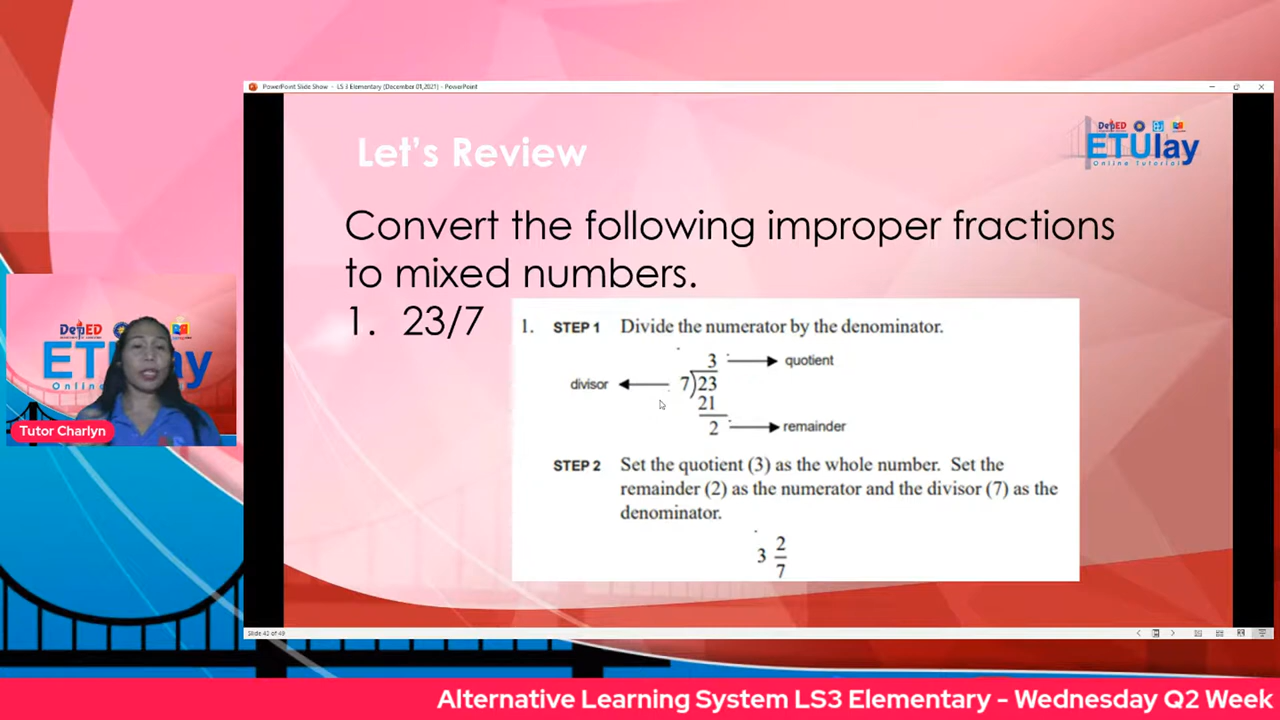 PowerPoint Slide Show - LS 3 Elementary (December 01,2021) - PowerPoint
Let's Review
DepED
ETULay
Online Tutorial
Convert the following improper fractions
to mixed numbers.
1. 23/7
1. STEP 1 Divide the numerator by the denominator.
3 quotient
divisor 7)23
21
2 remainder
STEP 2 Set the quotient (3) as the whole number. Set the
remainder (2) as the numerator and the divisor (7) as the
denominator.
3 2/7
DepED
ETU
Online
Tutor Charlyn
Slide 42 of 49
Alternative Learning System LS3 Elementary - Wednesday Q2 Week